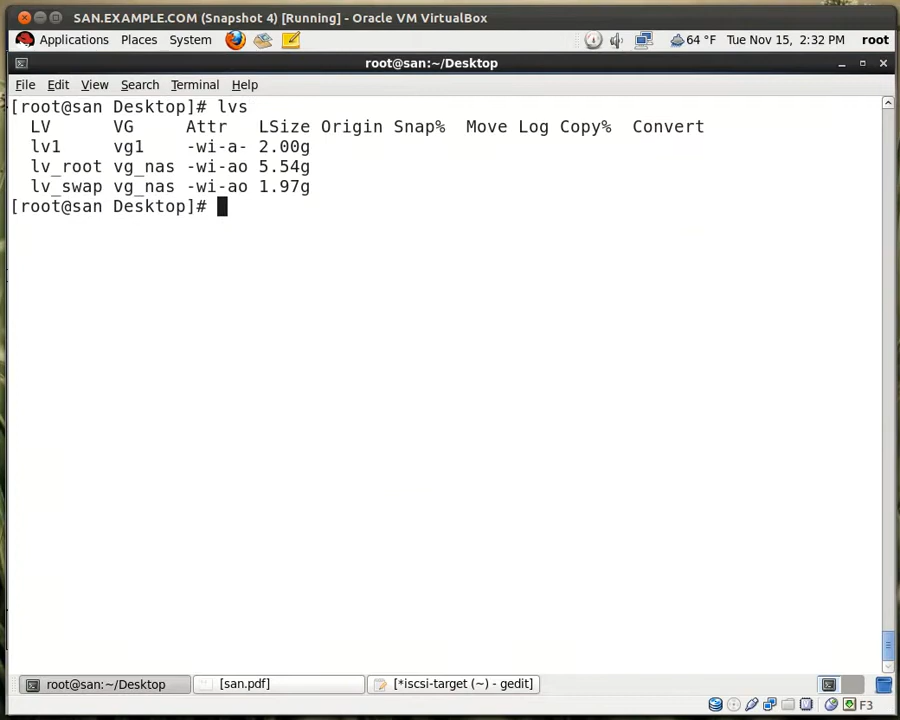 SAN.EXAMPLE.COM (Snapshot 4) [Running] - Oracle VM VirtualBox
Applications Places System 64 °F Tue Nov 15, 2:32 PM root
root@san:~/Desktop
File Edit View Search Terminal Help
[root@san Desktop]# lvs
LV VG Attr LSize Origin Snap% Move Log Copy% Convert
lv1 vg1 -wi-a- 2.00g
lv_root vg_nas -wi-ao 5.54g
lv_swap vg_nas -wi-ao 1.97g
[root@san Desktop]#
root@san:~/Desktop [san.pdf] [*iscsi-target (~) - gedit]
F3